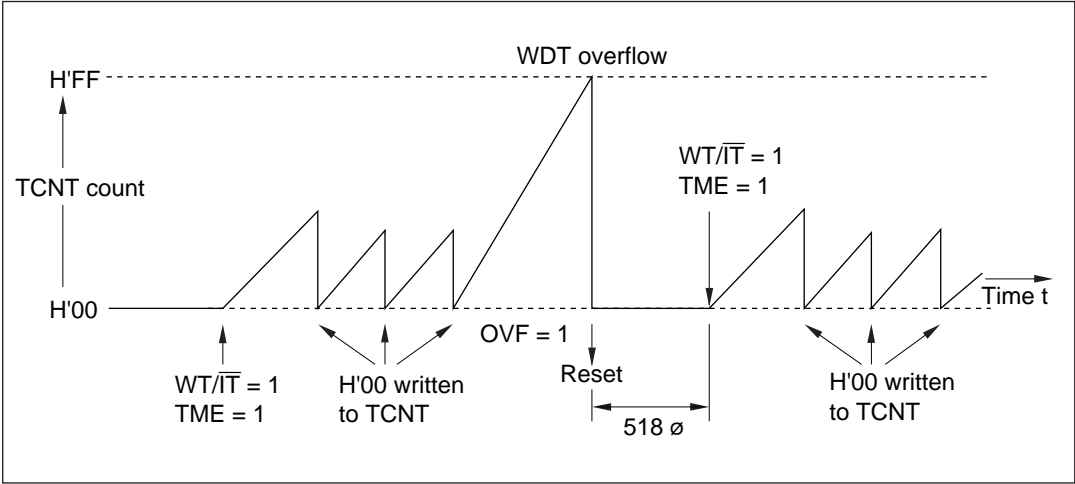 WDT overflow
H'FF
WT/IT = 1
TME = 1
TCNT count
H'00
Time t
OVF = 1
WT/IT = 1
TME = 1
H'00 written
to TCNT
Reset
518 ø
H'00 written
to TCNT